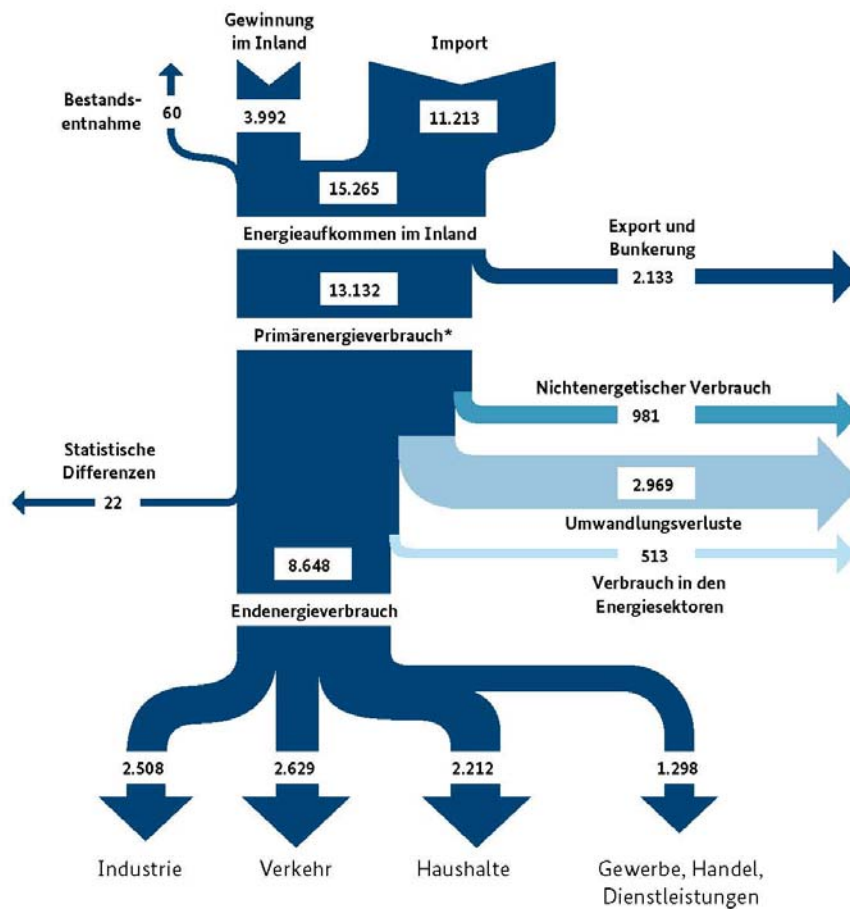 Gewinnung
im Inland
Import
Bestands-
entnahme
60
3.992
11.213
15.265
Energieaufkommen im Inland
Export und
Bunkerung
2.133
13.132
Primärenergieverbrauch*
Nichtenergetischer Verbrauch
981
Statistische
Differenzen
22
2.969
Umwandlungsverluste
513
Verbrauch in den
Energiesektoren
8.648
Endenergieverbrauch
2.508
2.629
2.212
1.298
Industrie
Verkehr
Haushalte
Gewerbe, Handel,
Dienstleistungen